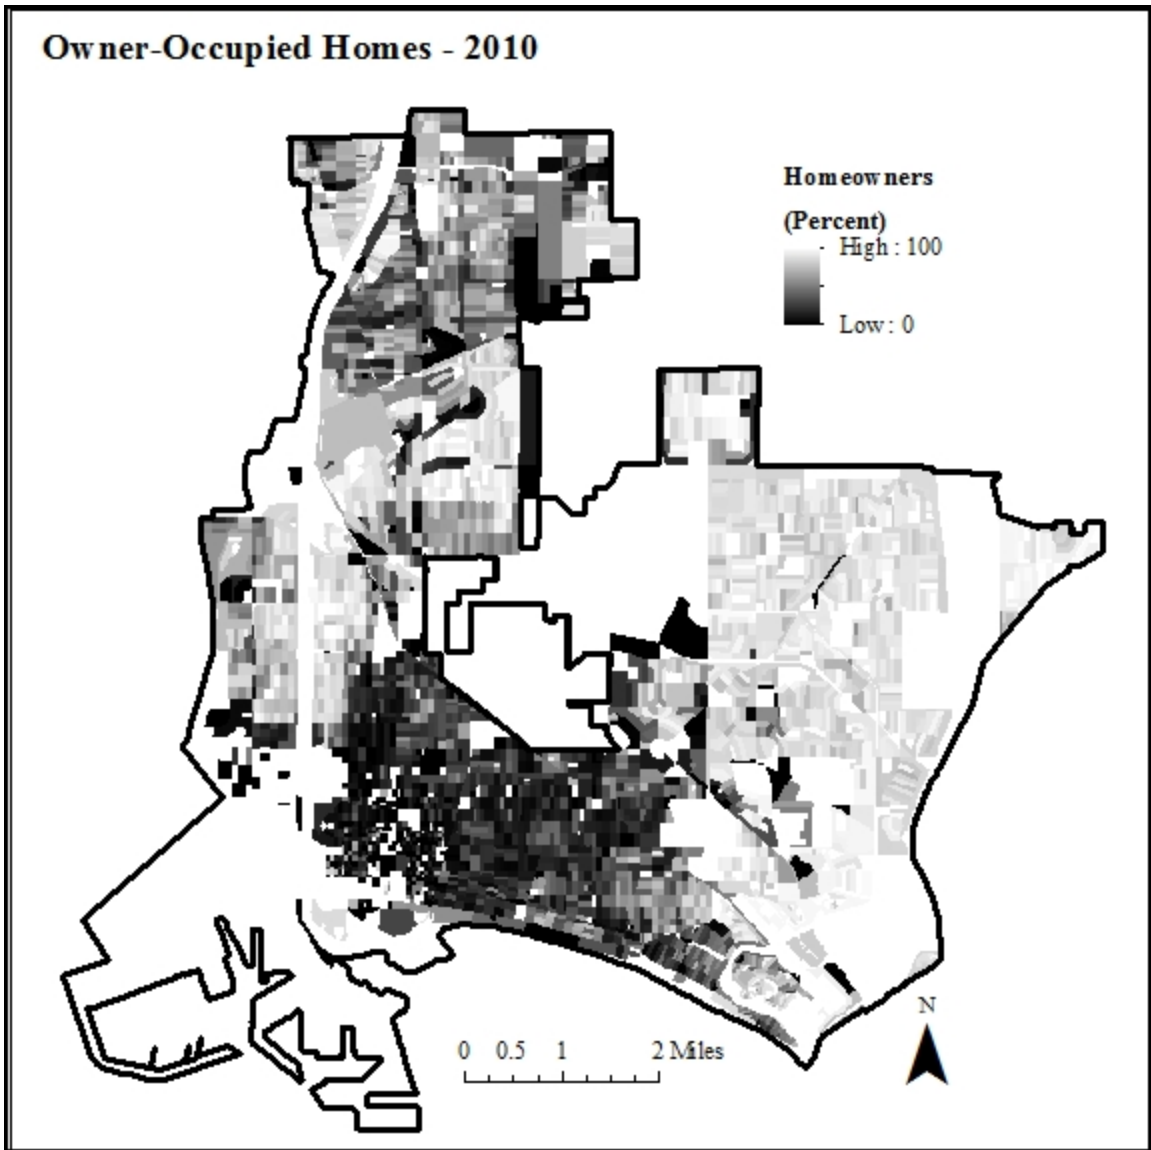 Owner-Occupied Homes - 2010
Homeowners
(Percent)
High : 100
Low : 0
N
0 0.5 1 2 Miles